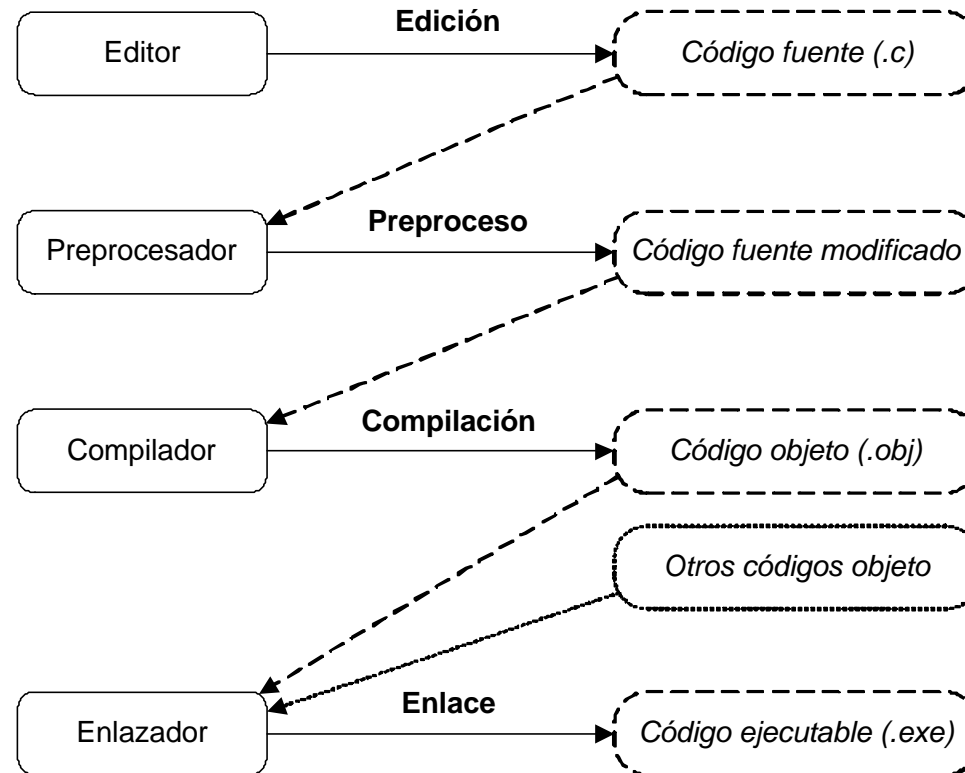 Editor
Edición
Código fuente (.c)
Preprocesador
Preproceso
Código fuente modificado
Compilador
Compilación
Código objeto (.obj)
Otros códigos objeto
Enlazador
Enlace
Código ejecutable (.exe)